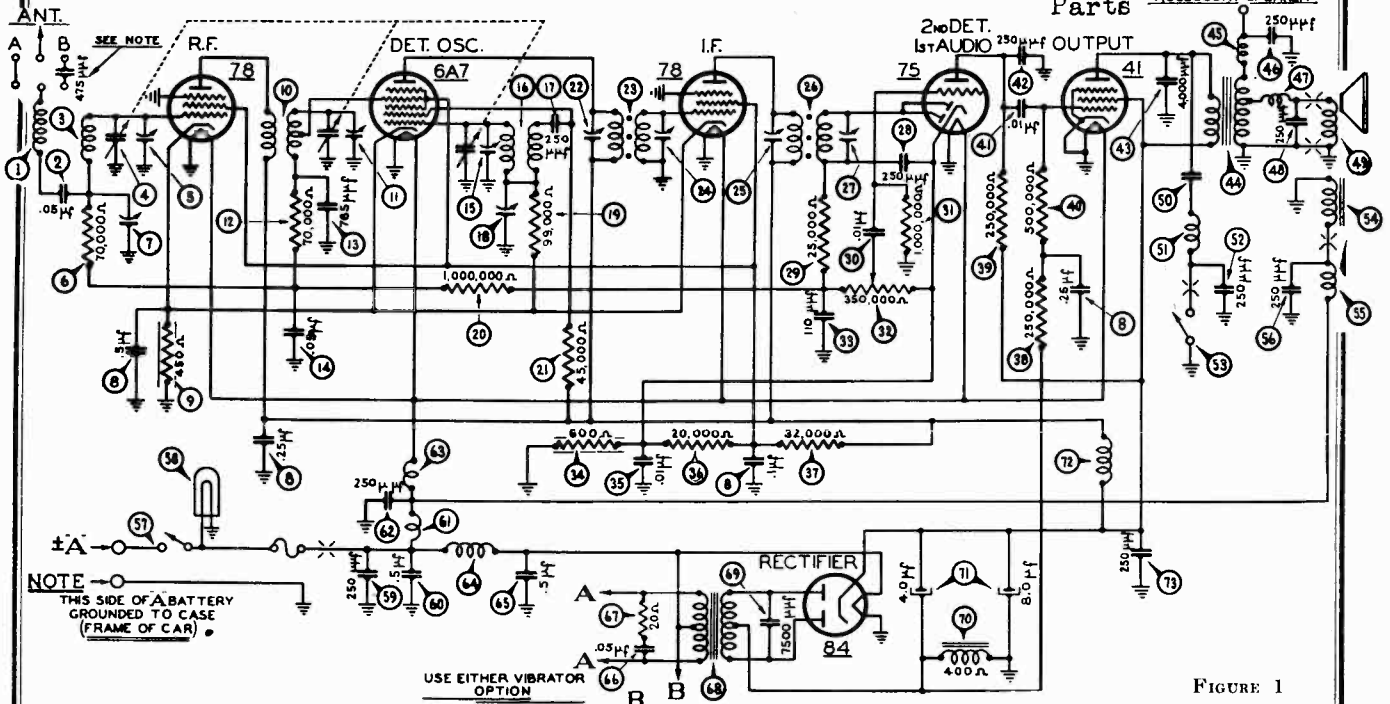 Parts
ANT.
A B
SEE NOTE
475µµf
R.F.
78
DET. OSC.
6A7
I.F.
78
2ND DET.
1ST AUDIO
75
250µµf
OUTPUT
41
4000µµf
250µµf
1
2
.05µf
3
4
5
6
70,000Ω
7
8
.5µf
9
450Ω
10
11
12
70,000Ω
13
785µµf
14
.05µf
15
16
17
250
µµf
18
19
99,000Ω
20
1,000,000Ω
21
45,000Ω
22
23
24
25
26
27
28
250µµf
29
25,000Ω
30
.01µf
31
1,000,000Ω
32
350,000Ω
33
110µµf
34
600Ω
35
.01µf
36
20,000Ω
8
.1µf
37
32,000Ω
38
250,000Ω
39
250,000Ω
40
500,000Ω
41
.01µf
42
43
8
.25µf
44
45
46
47
250µµf
48
49
50
51
52
250µµf
53
54
55
250µµf
56
8
.25µf
58
57
±"A"
NOTE
THIS SIDE OF "A" BATTERY
GROUNDED TO CASE
(FRAME OF CAR)
250µµf
62
63
61
250µµf
59
.5µf
60
64
65
.5µf
A
67
20Ω
.05µf
A
66
68
B
B
USE EITHER VIBRATOR
OPTION
RECTIFIER
69
7500µµf
84
4.0µf
71
8.0µf
70
400Ω
72
250µµf
73
FIGURE 1